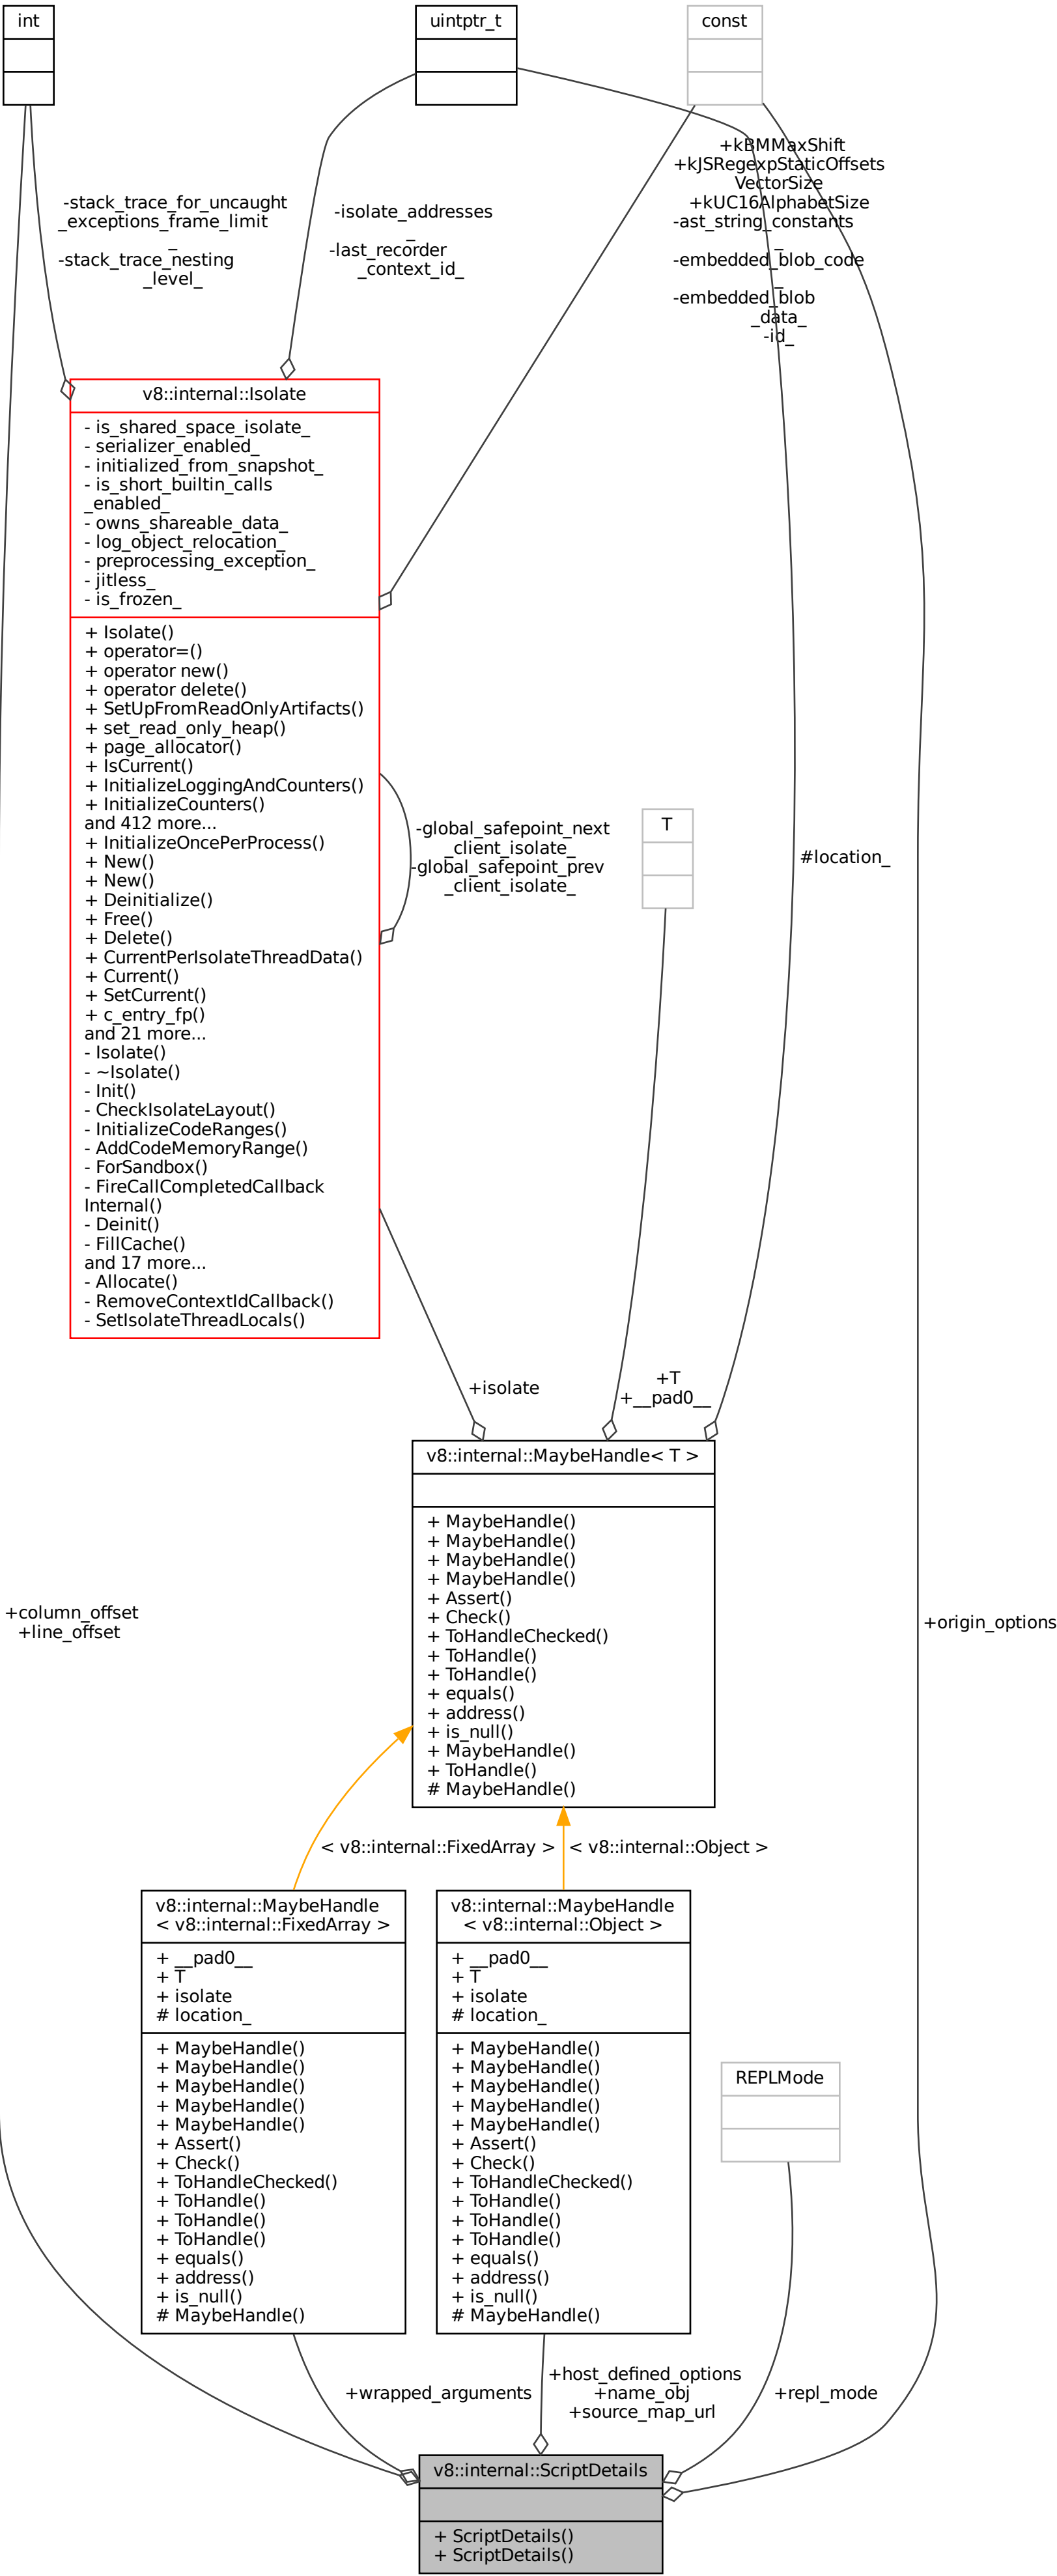 int
uintptr_t
const
+kBMMaxShift
+kJSRegexpStaticOffsets
VectorSize
+kUC16AlphabetSize
-ast_string_constants
_
-embedded_blob_code
_
-embedded_blob
_data_
-id_
-stack_trace_for_uncaught
_exceptions_frame_limit
_
-stack_trace_nesting
_level_
-isolate_addresses
_
-last_recorder
_context_id_
v8::internal::Isolate
- is_shared_space_isolate_
- serializer_enabled_
- initialized_from_snapshot_
- is_short_builtin_calls
_enabled_
- owns_shareable_data_
- log_object_relocation_
- preprocessing_exception_
- jitless_
- is_frozen_
+ Isolate()
+ operator=()
+ operator new()
+ operator delete()
+ SetUpFromReadOnlyArtifacts()
+ set_read_only_heap()
+ page_allocator()
+ IsCurrent()
+ InitializeLoggingAndCounters()
+ InitializeCounters()
and 412 more...
+ InitializeOncePerProcess()
+ New()
+ New()
+ Deinitialize()
+ Free()
+ Delete()
+ CurrentPerIsolateThreadData()
+ Current()
+ SetCurrent()
+ c_entry_fp()
and 21 more...
- Isolate()
- ~Isolate()
- Init()
- CheckIsolateLayout()
- InitializeCodeRanges()
- AddCodeMemoryRange()
- ForSandbox()
- FireCallCompletedCallback
Internal()
- Deinit()
- FillCache()
and 17 more...
- Allocate()
- RemoveContextIdCallback()
- SetIsolateThreadLocals()
-global_safepoint_next
_client_isolate_
-global_safepoint_prev
_client_isolate_
T
#location_
+isolate
+T
+__pad0__
v8::internal::MaybeHandle< T >
+ MaybeHandle()
+ MaybeHandle()
+ MaybeHandle()
+ MaybeHandle()
+ Assert()
+ Check()
+ ToHandleChecked()
+ ToHandle()
+ ToHandle()
+ equals()
+ address()
+ is_null()
+ MaybeHandle()
+ ToHandle()
# MaybeHandle()
+column_offset
+line_offset
+origin_options
< v8::internal::FixedArray >
< v8::internal::Object >
v8::internal::MaybeHandle
< v8::internal::FixedArray >
+ __pad0__
+ T
+ isolate
# location_
+ MaybeHandle()
+ MaybeHandle()
+ MaybeHandle()
+ MaybeHandle()
+ MaybeHandle()
+ Assert()
+ Check()
+ ToHandleChecked()
+ ToHandle()
+ ToHandle()
+ ToHandle()
+ equals()
+ address()
+ is_null()
# MaybeHandle()
v8::internal::MaybeHandle
< v8::internal::Object >
+ __pad0__
+ T
+ isolate
# location_
+ MaybeHandle()
+ MaybeHandle()
+ MaybeHandle()
+ MaybeHandle()
+ MaybeHandle()
+ Assert()
+ Check()
+ ToHandleChecked()
+ ToHandle()
+ ToHandle()
+ ToHandle()
+ equals()
+ address()
+ is_null()
# MaybeHandle()
REPLMode
+wrapped_arguments
+host_defined_options
+name_obj
+source_map_url
+repl_mode
v8::internal::ScriptDetails
+ ScriptDetails()
+ ScriptDetails()